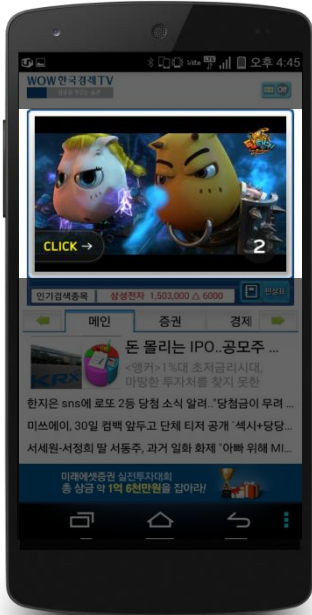 오후 4:45
WOW한국경제TV
CLICK →
2
인기검색종목 삼성전자 1,503,000 △ 6000 편성표
메인 증권 경제
돈 몰리는 IPO..공모주 ...
KRX
<앵커>1%대 초저금리시대,
마땅한 투자처를 찾지 못한
한지은 sns에 로또 2등 당첨 소식 알려.."당첨금이 무려 ...
미쓰에이, 30일 컴백 앞두고 단체 티저 공개 `섹시+당당...
서세원-서정희 딸 서동주, 과거 일화 화제 "아빠 위해 MI...
미래에셋증권 실전투자대회
총 상금 약 1억 6천만원을 잡아라!